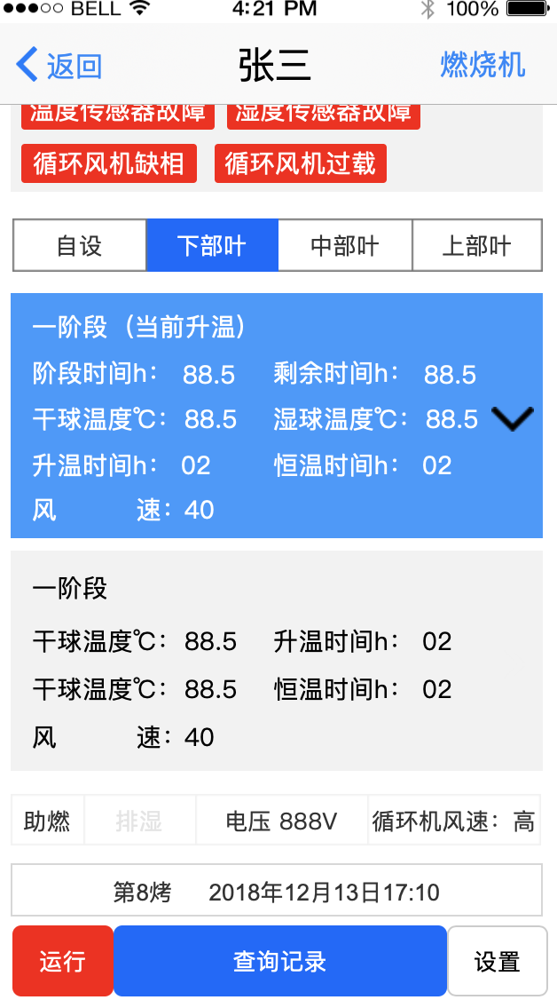 BELL 4:21 PM 100%
返回 张三 燃烧机
温度传感器故障 湿度传感器故障
循环风机缺相 循环风机过载
自设 下部叶 中部叶 上部叶
一阶段（当前升温）
阶段时间h： 88.5 剩余时间h： 88.5
干球温度℃： 88.5 湿球温度℃： 88.5
升温时间h： 02 恒温时间h： 02
风 速：40
一阶段
干球温度℃： 88.5 升温时间h： 02
干球温度℃： 88.5 恒温时间h： 02
风 速：40
助燃 排湿 电压 888V 循环机风速：高
第8烤 2018年12月13日17:10
运行 查询记录 设置